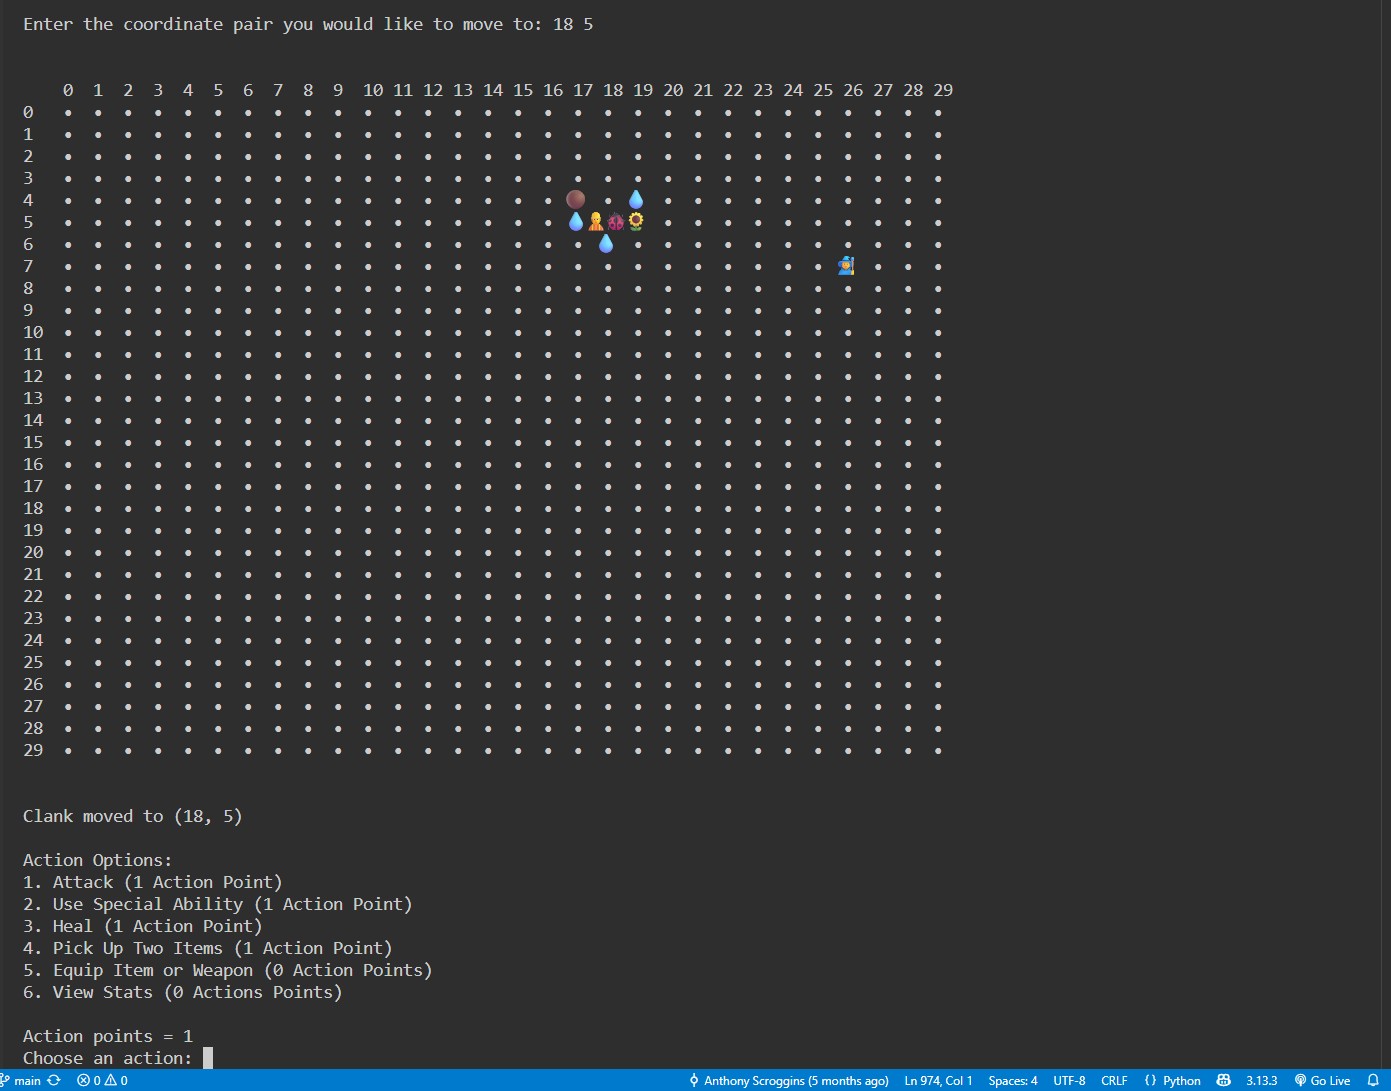 Enter the coordinate pair you would like to move to: 18 5
0 1 2 3 4 5 6 7 8 9 10 11 12 13 14 15 16 17 18 19 20 21 22 23 24 25 26 27 28 29
0
1
2
3
4
5
6
7
8
9
10
11
12
13
14
15
16
17
18
19
20
21
22
23
24
25
26
27
28
29
Clank moved to (18, 5)
Action Options:
1. Attack (1 Action Point)
2. Use Special Ability (1 Action Point)
3. Heal (1 Action Point)
4. Pick Up Two Items (1 Action Point)
5. Equip Item or Weapon (0 Action Points)
6. View Stats (0 Actions Points)
Action points = 1
Choose an action:
main 0 0 Anthony Scroggins (5 months ago) Ln 974, Col 1 Spaces: 4 UTF-8 CRLF {} Python 3.13.3 Go Live